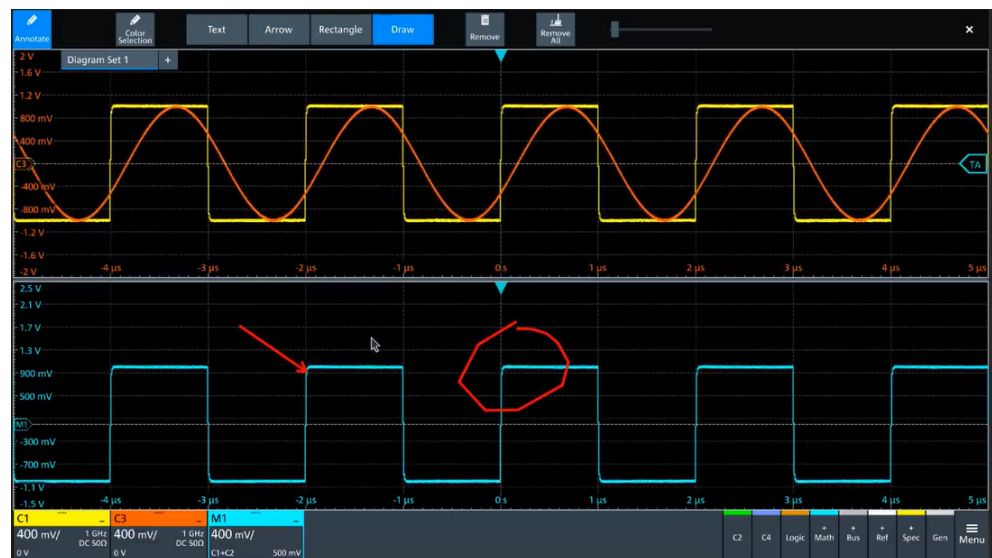 Annotate
Color
Selection
Text
Arrow
Rectangle
Draw
Remove
Remove
All
×
Diagram Set 1
+
2 V
1.6 V
1.2 V
800 mV
400 mV
C3
TA
-400 mV
-800 mV
-1.2 V
-1.6 V
-2 V
-4 µs
-3 µs
-2 µs
-1 µs
0 s
1 µs
2 µs
3 µs
4 µs
5 µs
2.5 V
2.1 V
1.7 V
1.3 V
900 mV
500 mV
M1
-300 mV
-700 mV
-1.1 V
-1.5 V
-4 µs
-3 µs
-2 µs
-1 µs
0 s
1 µs
2 µs
3 µs
4 µs
5 µs
C1
400 mV/
1 GHz
DC 50Ω
0 V
C3
400 mV/
1 GHz
DC 50Ω
0 V
M1
400 mV/
C1+C2
500 mV
C2
C4
Logic
+
Math
+
Bus
+
Ref
+
Spec
Gen
Menu